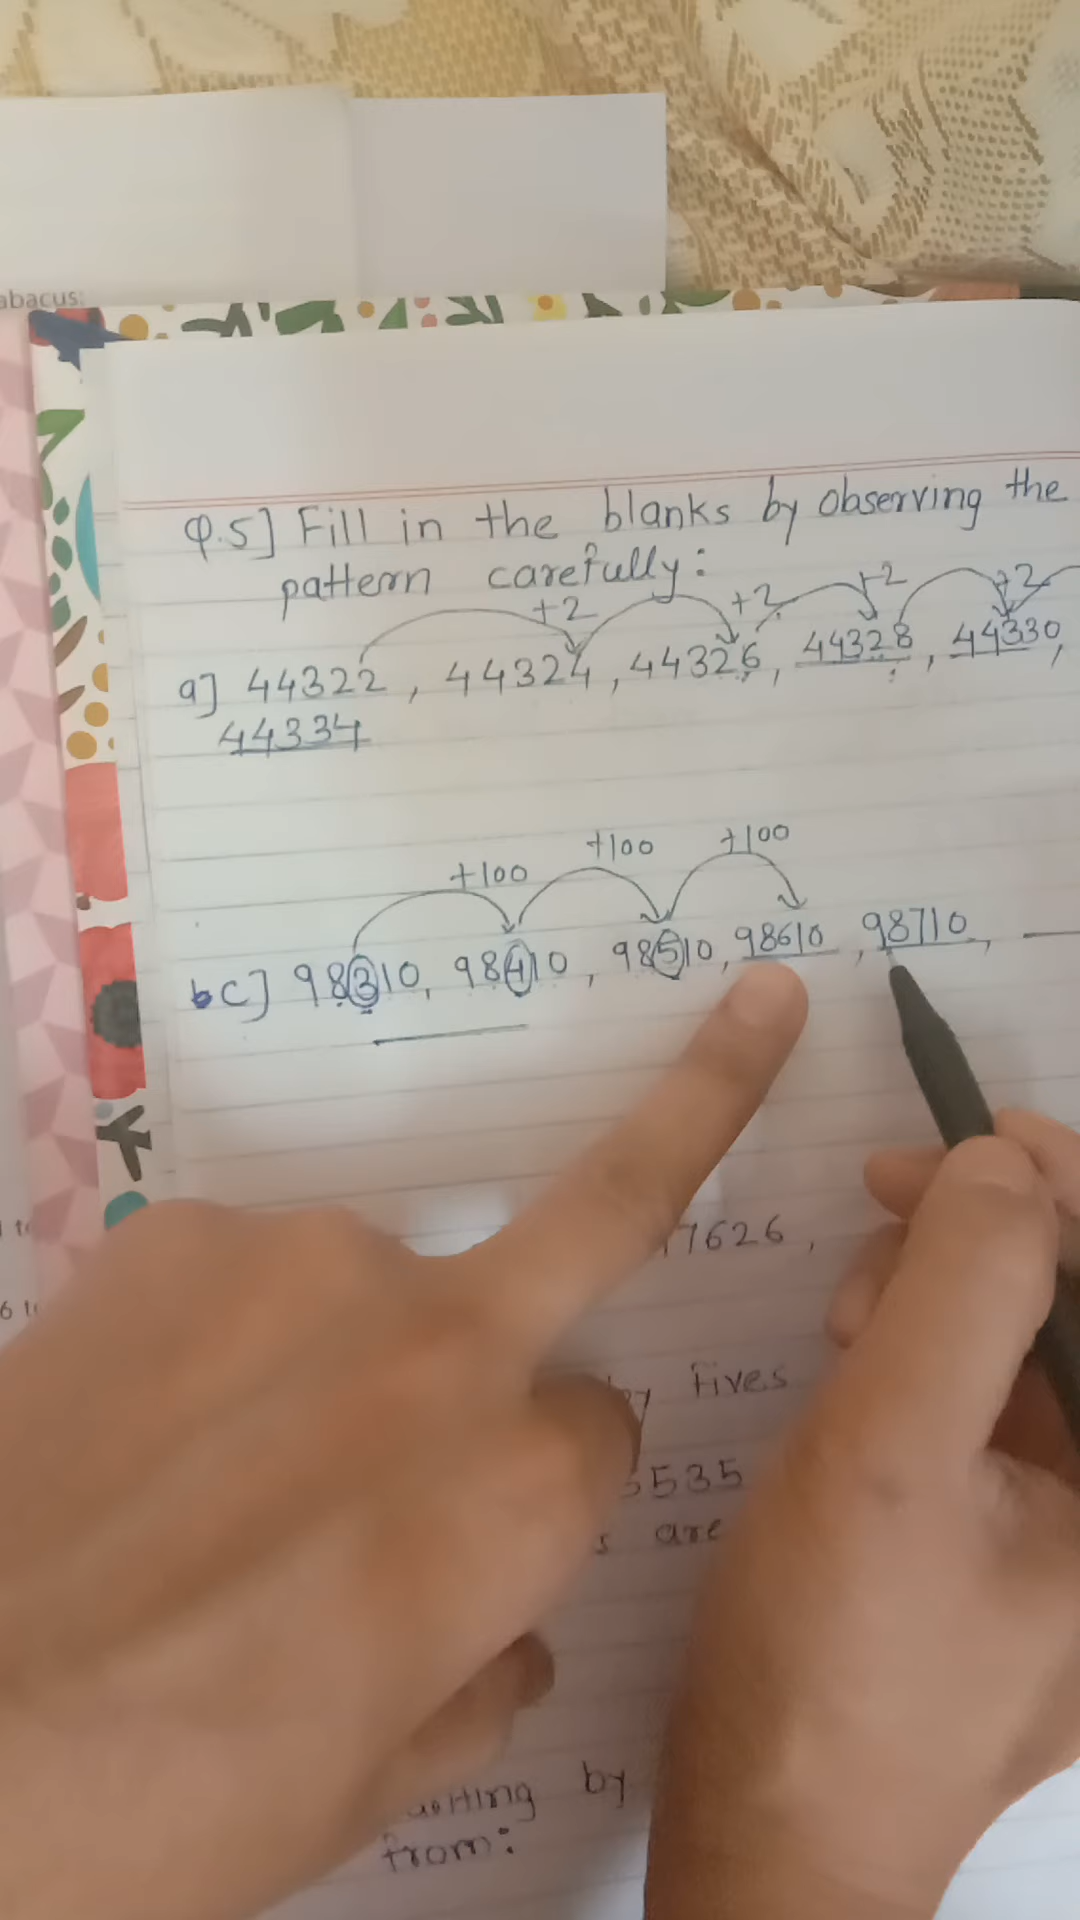 abacus:
Q.5] Fill in the blanks by observing the
pattern carefully:
+2 +2 +2 +2
a] 44322, 44324, 44326, 44328, 44330,
44334
+100 +100 +100
b c] 98310, 98410, 98510, 98610, 98710,
7626,
Fives
535
are
by
from: